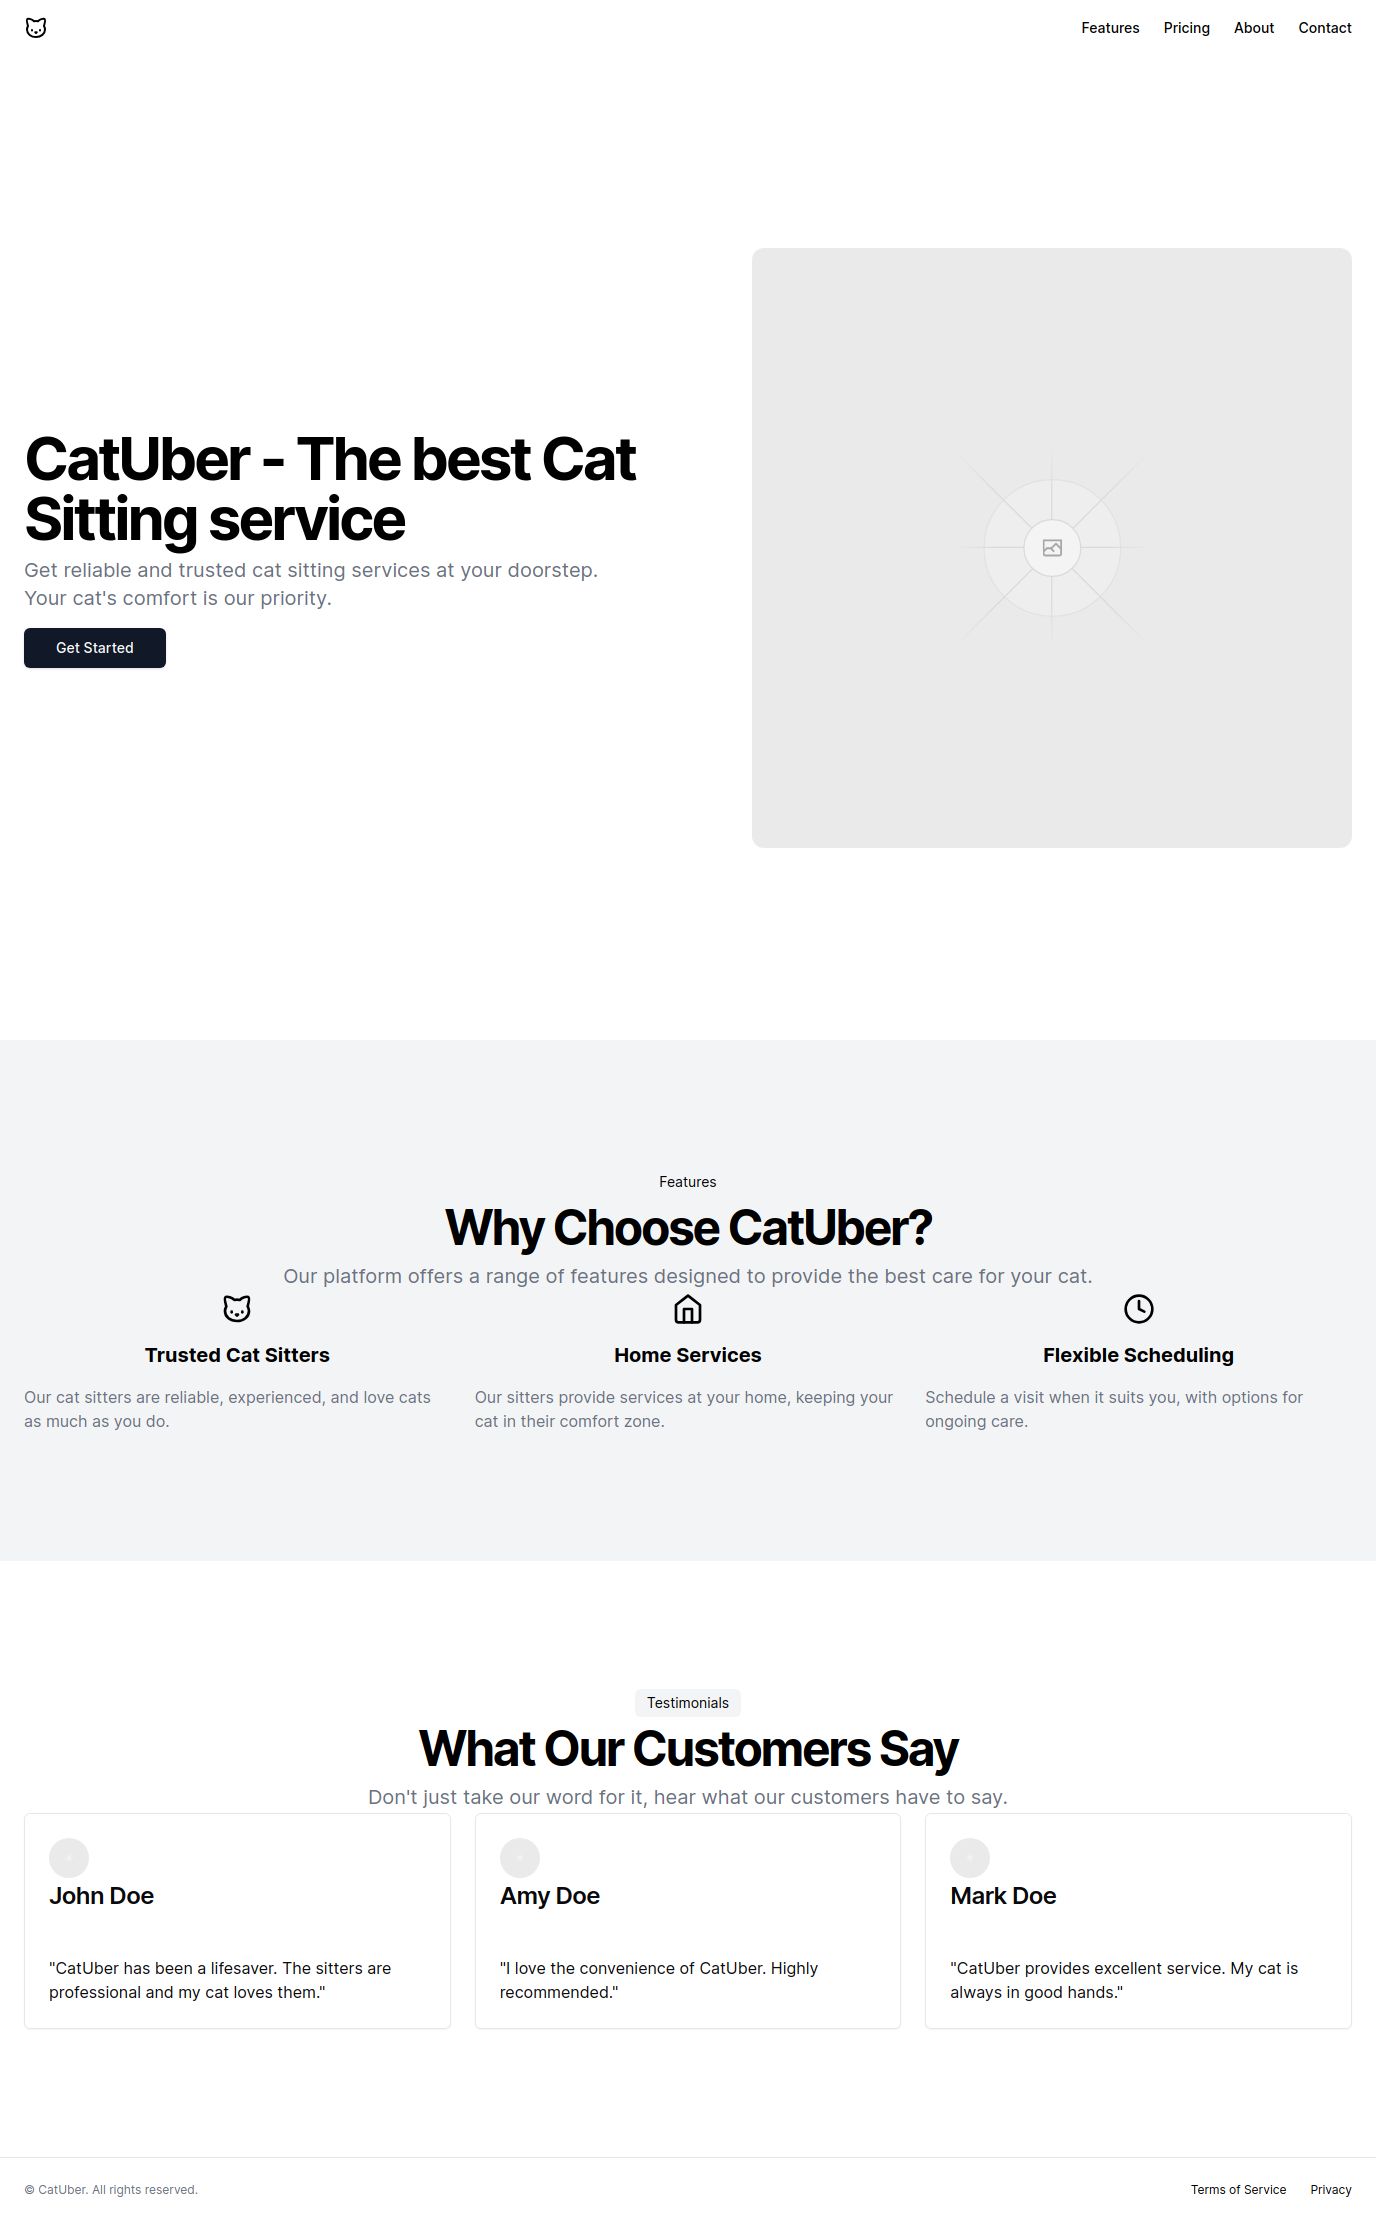 Features Pricing About Contact
CatUber - The best Cat
Sitting service
Get reliable and trusted cat sitting services at your doorstep.
Your cat's comfort is our priority.
Get Started
Features
Why Choose CatUber?
Our platform offers a range of features designed to provide the best care for your cat.
Trusted Cat Sitters
Our cat sitters are reliable, experienced, and love cats
as much as you do.
Home Services
Our sitters provide services at your home, keeping your
cat in their comfort zone.
Flexible Scheduling
Schedule a visit when it suits you, with options for
ongoing care.
Testimonials
What Our Customers Say
Don't just take our word for it, hear what our customers have to say.
John Doe
"CatUber has been a lifesaver. The sitters are
professional and my cat loves them."
Amy Doe
"I love the convenience of CatUber. Highly
recommended."
Mark Doe
"CatUber provides excellent service. My cat is
always in good hands."
© CatUber. All rights reserved.
Terms of Service Privacy